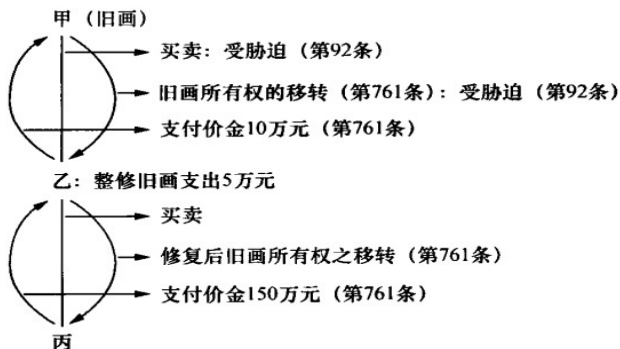 甲（旧画）
买卖：受胁迫（第92条）
旧画所有权的移转（第761条）：受胁迫（第92条）
支付价金10万元（第761条）
乙：整修旧画支出5万元
买卖
修复后旧画所有权之移转（第761条）
支付价金150万元（第761条）
丙